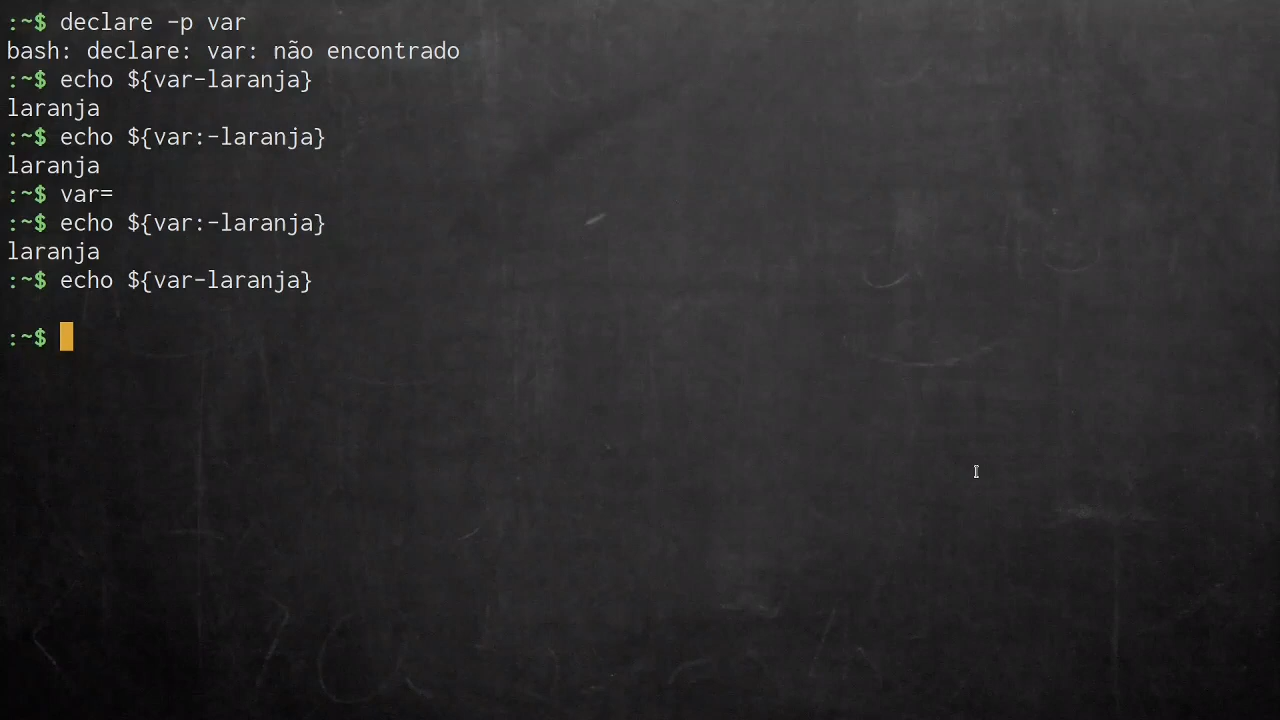 :~$ declare -p var
bash: declare: var: não encontrado
:~$ echo ${var-laranja}
laranja
:~$ echo ${var:-laranja}
laranja
:~$ var=
:~$ echo ${var:-laranja}
laranja
:~$ echo ${var-laranja}
:~$